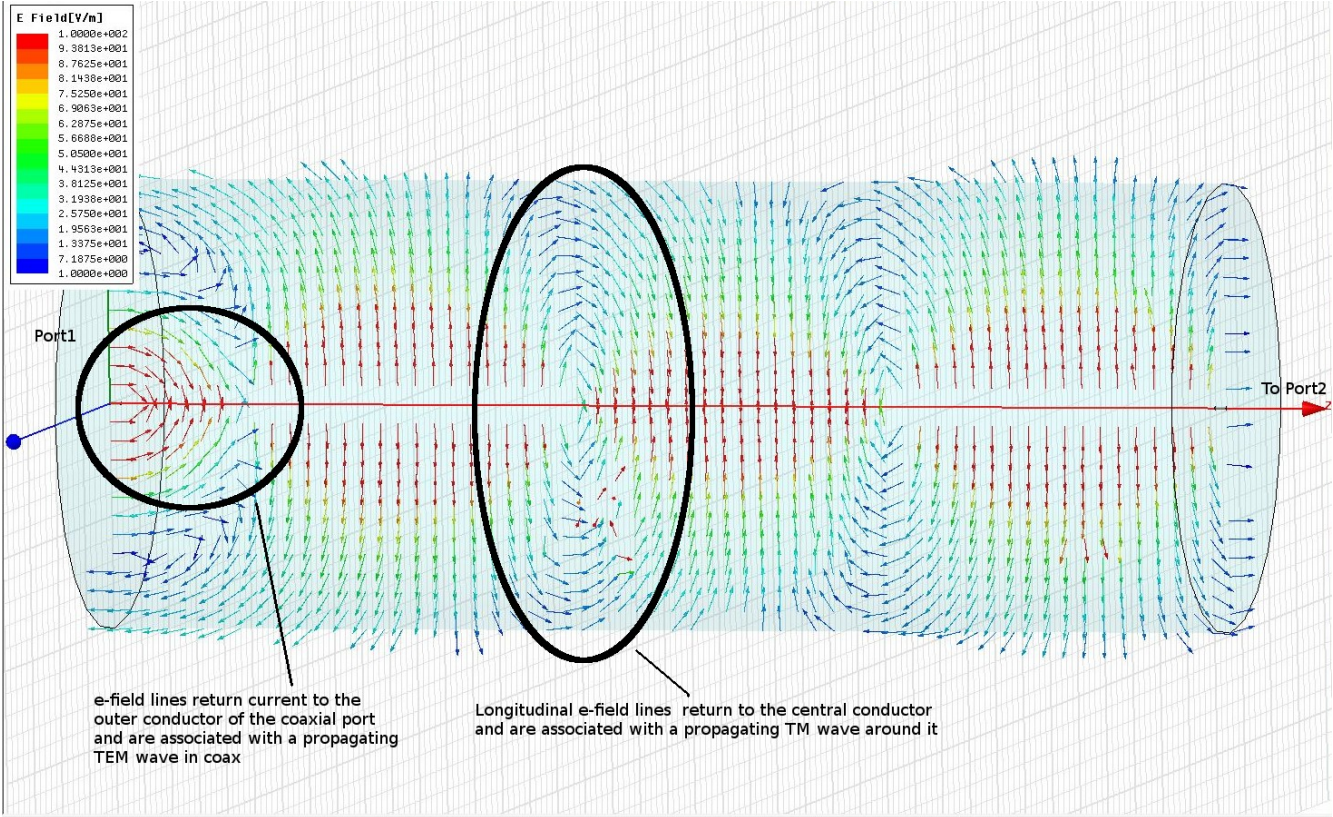 E Field[V/m]
1.0000e+002
9.3813e+001
8.7625e+001
8.1438e+001
7.5250e+001
6.9063e+001
6.2875e+001
5.6688e+001
5.0500e+001
4.4313e+001
3.8125e+001
3.1938e+001
2.5750e+001
1.9563e+001
1.3375e+001
7.1875e+000
1.0000e+000
Port1
To Port2
z
e-field lines return current to the
outer conductor of the coaxial port
and are associated with a propagating
TEM wave in coax
Longitudinal e-field lines  return to the central conductor
and are associated with a propagating TM wave around it